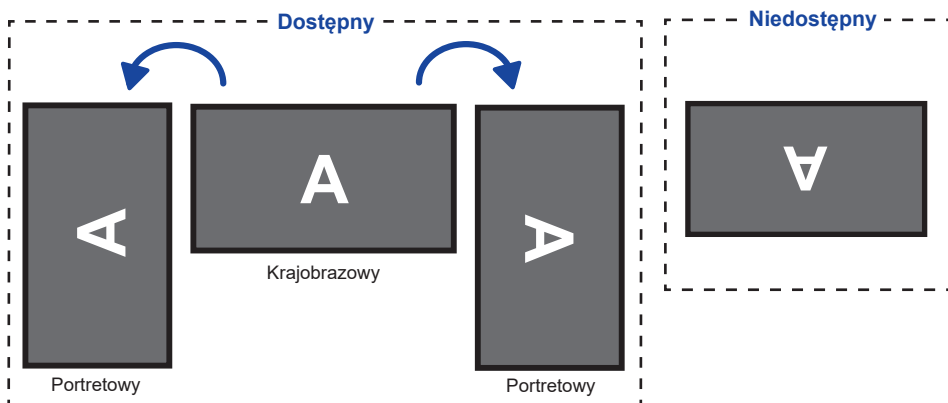 Dostępny
Niedostępny
A
A
A
A
Krajobrazowy
Portretowy
Portretowy